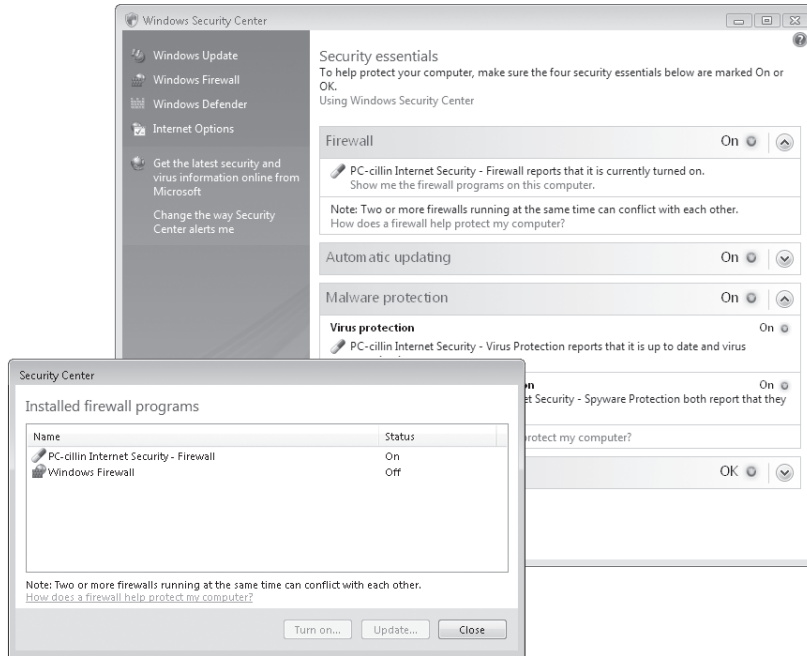 Windows Security Center
Windows Update
Windows Firewall
Windows Defender
Internet Options
Get the latest security and
virus information online from
Microsoft
Change the way Security
Center alerts me
Security essentials
To help protect your computer, make sure the four security essentials below are marked On or
OK.
Using Windows Security Center
Firewall On
PC-cillin Internet Security - Firewall reports that it is currently turned on.
Show me the firewall programs on this computer.
Note: Two or more firewalls running at the same time can conflict with each other.
How does a firewall help protect my computer?
Automatic updating On
Malware protection On
Virus protection On
PC-cillin Internet Security - Virus Protection reports that it is up to date and virus
On
Security - Spyware Protection both report that they
protect my computer?
OK
Security Center
Installed firewall programs
Name Status
PC-cillin Internet Security - Firewall On
Windows Firewall Off
Note: Two or more firewalls running at the same time can conflict with each other.
How does a firewall help protect my computer?
Turn on... Update... Close